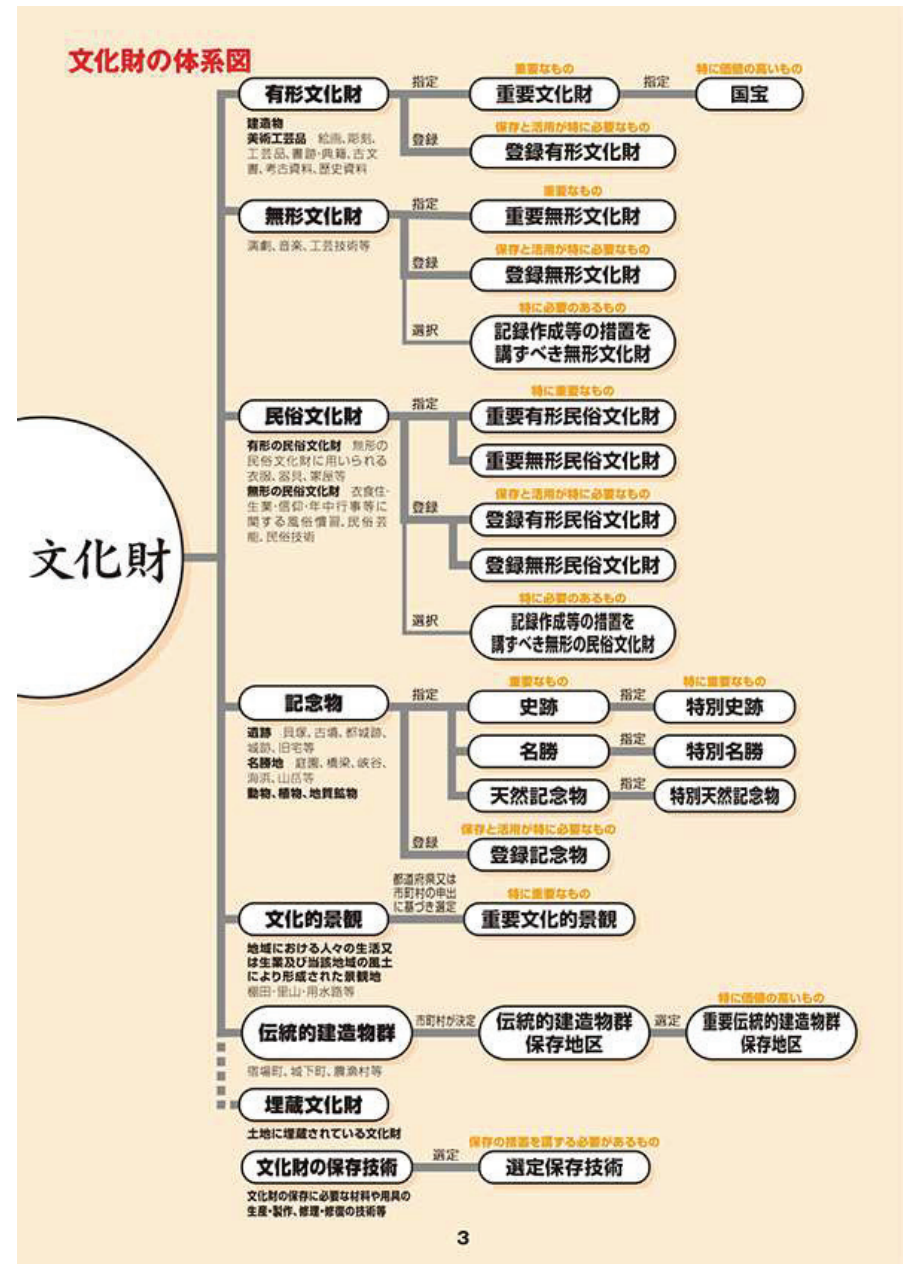 文化財の体系図
有形文化財
指定
重要なもの
重要文化財
指定
特に価値の高いもの
国宝
建造物
美術工芸品 絵画、彫刻、
工芸品、書跡・典籍、古文
書、考古資料、歴史資料
登録
保存と活用が特に必要なもの
登録有形文化財
無形文化財
指定
重要なもの
重要無形文化財
演劇、音楽、工芸技術等
登録
保存と活用が特に必要なもの
登録無形文化財
選択
特に必要のあるもの
記録作成等の措置を
講ずべき無形文化財
民俗文化財
指定
特に重要なもの
重要有形民俗文化財
重要無形民俗文化財
有形の民俗文化財 無形の
民俗文化財に用いられる
衣服、器具、家屋等
無形の民俗文化財 衣食住・
生業・信仰・年中行事等に
関する風俗慣習、民俗芸
能、民俗技術
登録
保存と活用が特に必要なもの
登録有形民俗文化財
登録無形民俗文化財
選択
特に必要のあるもの
記録作成等の措置を
講ずべき無形の民俗文化財
文化財
記念物
指定
重要なもの
史跡
指定
特に重要なもの
特別史跡
遺跡 貝塚、古墳、都城跡、
城跡、旧宅等
名勝地 庭園、橋梁、峡谷、
海浜、山岳等
動物、植物、地質鉱物
名勝
指定
特別名勝
天然記念物
指定
特別天然記念物
登録
保存と活用が特に必要なもの
登録記念物
文化的景観
都道府県又は
市町村の申出
に基づき選定
特に重要なもの
重要文化的景観
地域における人々の生活又
は生業及び当該地域の風土
により形成された景観地
棚田・里山・用水路等
伝統的建造物群
市町村が決定
伝統的建造物群
保存地区
選定
特に価値の高いもの
重要伝統的建造物群
保存地区
宿場町、城下町、農漁村等
埋蔵文化財
土地に埋蔵されている文化財
文化財の保存技術
選定
保存の措置を講ずる必要があるもの
選定保存技術
文化財の保存に必要な材料や用具の
生産・製作、修理・修復の技術等
3